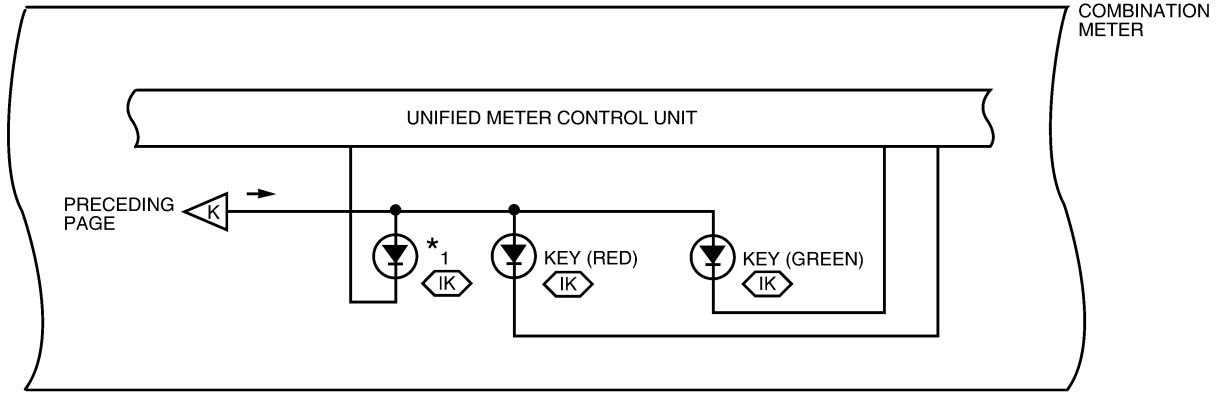 COMBINATION
METER
UNIFIED METER CONTROL UNIT
PRECEDING
PAGE
K
*1
IK
KEY (RED)
IK
KEY (GREEN)
IK